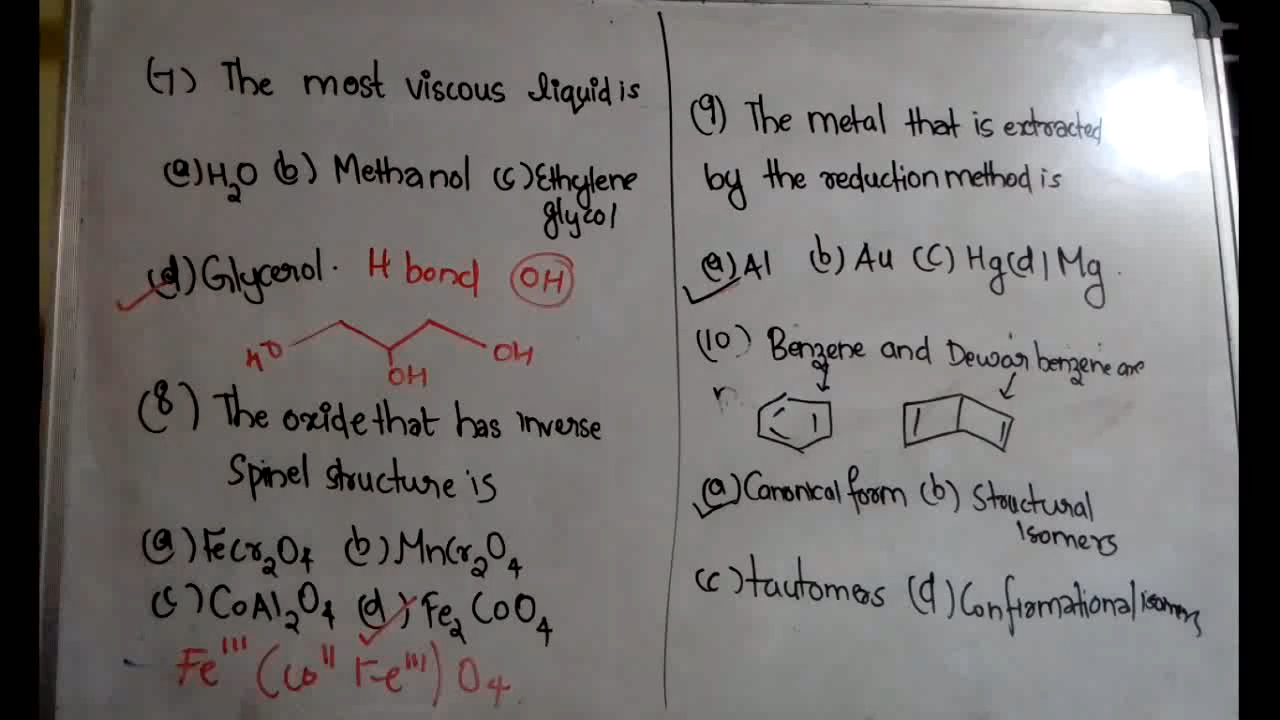 (7) The most viscous liquid is
(a) H2O (b) Methanol (c) Ethylene
glycol
(d) Glycerol. H bond OH
HO OH
OH
(8) The oxide that has inverse
Spinel structure is
(a) FeCr2O4 (b) MnCr2O4
(c) CoAl2O4 (d) Fe2CoO4
Fe''' (Co'' Fe''') O4
(9) The metal that is extracted
by the reduction method is
(a) Al (b) Au (c) Hg (d) Mg.
(10) Benzene and Dewar benzene are
(a) Canonical form (b) Structural
Isomers
(c) tautomers (d) Confirmational isomers